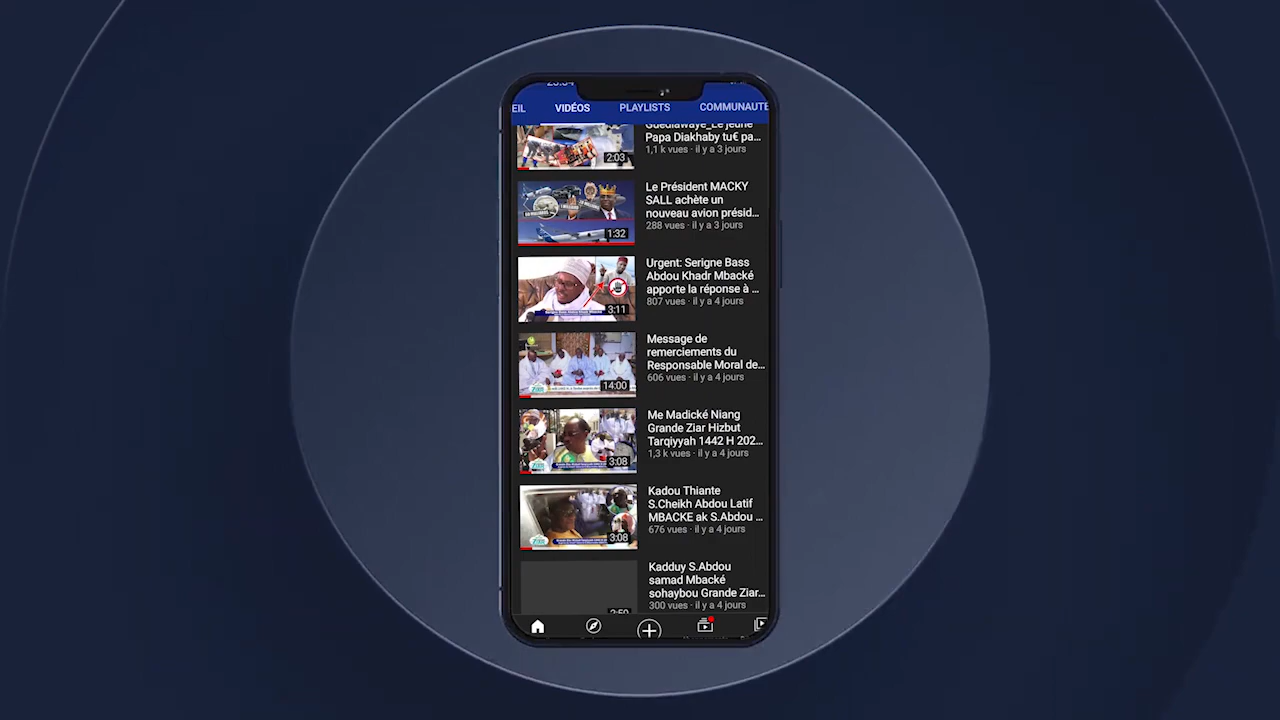 EIL VIDÉOS PLAYLISTS COMMUNAUTE
Guediawaye_Le jeune
Papa Diakhaby tu€ pa...
1,1 k vues · il y a 3 jours
2:03
Le Président MACKY
SALL achète un
nouveau avion présid...
288 vues · il y a 3 jours
1:32
Urgent: Serigne Bass
Abdou Khadr Mbacké
apporte la réponse à ...
807 vues · il y a 4 jours
3:11
Message de
remerciements du
Responsable Moral de...
606 vues · il y a 4 jours
14:00
Me Madické Niang
Grande Ziar Hizbut
Tarqiyyah 1442 H 202...
1,3 k vues · il y a 4 jours
3:08
Kadou Thiante
S.Cheikh Abdou Latif
MBACKE ak S.Abdou ...
676 vues · il y a 4 jours
3:08
Kadduy S.Abdou
samad Mbacké
sohaybou Grande Ziar...
300 vues · il y a 4 jours
2:50